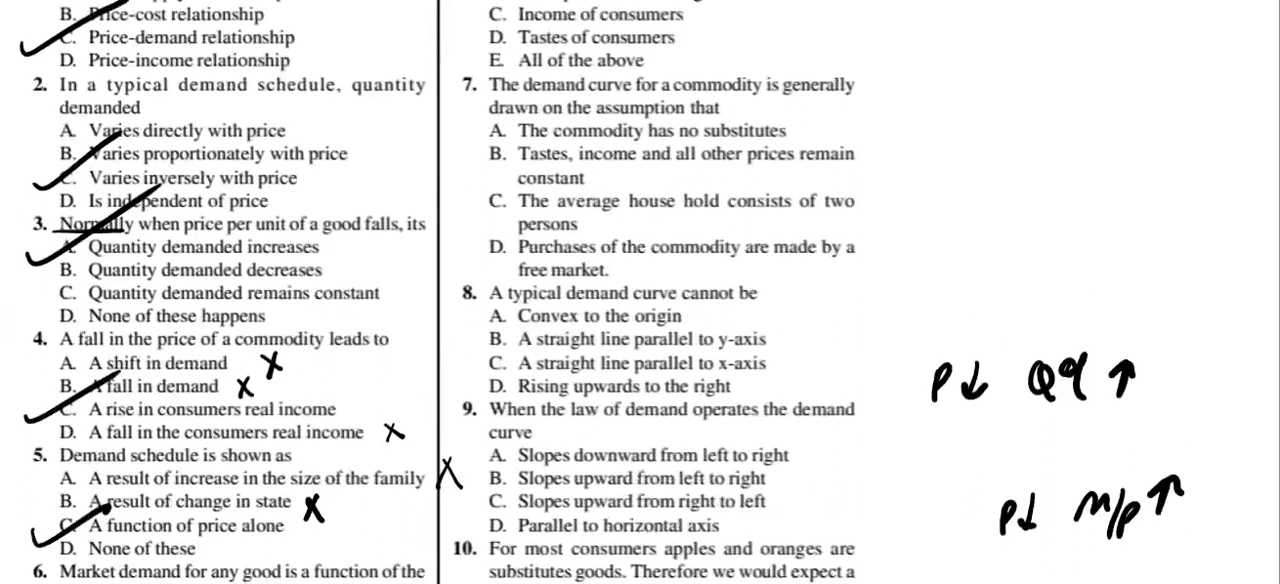 B. Price-cost relationship
C. Price-demand relationship
D. Price-income relationship
2. In a typical demand schedule, quantity
demanded
A. Varies directly with price
B. Varies proportionately with price
C. Varies inversely with price
D. Is independent of price
3. Normally when price per unit of a good falls, its
A. Quantity demanded increases
B. Quantity demanded decreases
C. Quantity demanded remains constant
D. None of these happens
4. A fall in the price of a commodity leads to
A. A shift in demand X
B. A fall in demand X
C. A rise in consumers real income
D. A fall in the consumers real income X
5. Demand schedule is shown as
A. A result of increase in the size of the family X
B. A result of change in state X
C. A function of price alone
D. None of these
6. Market demand for any good is a function of the
C. Income of consumers
D. Tastes of consumers
E. All of the above
7. The demand curve for a commodity is generally
drawn on the assumption that
A. The commodity has no substitutes
B. Tastes, income and all other prices remain
constant
C. The average house hold consists of two
persons
D. Purchases of the commodity are made by a
free market.
8. A typical demand curve cannot be
A. Convex to the origin
B. A straight line parallel to y-axis
C. A straight line parallel to x-axis
D. Rising upwards to the right
9. When the law of demand operates the demand
curve
A. Slopes downward from left to right
B. Slopes upward from left to right
C. Slopes upward from right to left
D. Parallel to horizontal axis
10. For most consumers apples and oranges are
substitutes goods. Therefore we would expect a
P↓ Qd ↑
P↓ M/P ↑